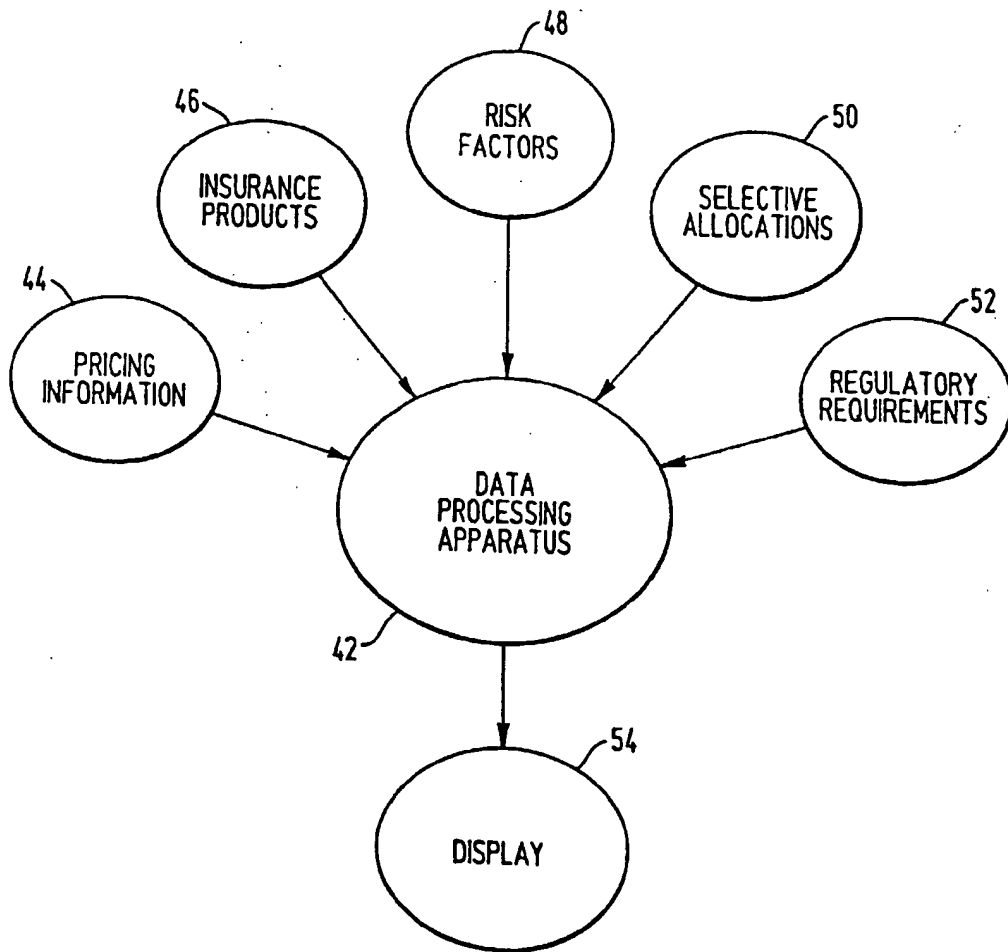 48
RISK
FACTORS
46
INSURANCE
PRODUCTS
50
SELECTIVE
ALLOCATIONS
44
PRICING
INFORMATION
52
REGULATORY
REQUIREMENTS
DATA
PROCESSING
APPARATUS
42
54
DISPLAY